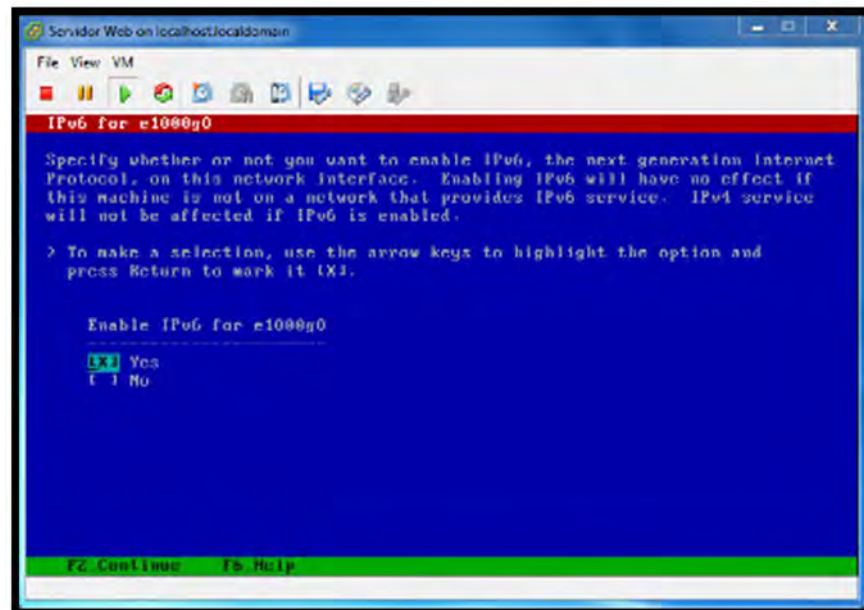 Servidor Web on localhost.localdomain
File View VM
IPv6 for e1000g0
Specify whether or not you want to enable IPv6, the next generation Internet
Protocol, on this network interface. Enabling IPv6 will have no effect if
this machine is not on a network that provides IPv6 service. IPv4 service
will not be affected if IPv6 is enabled.
> To make a selection, use the arrow keys to highlight the option and
press Return to mark it [X].
Enable IPv6 for e1000g0
[X] Yes
[ ] No
F2_Continue F6_Help